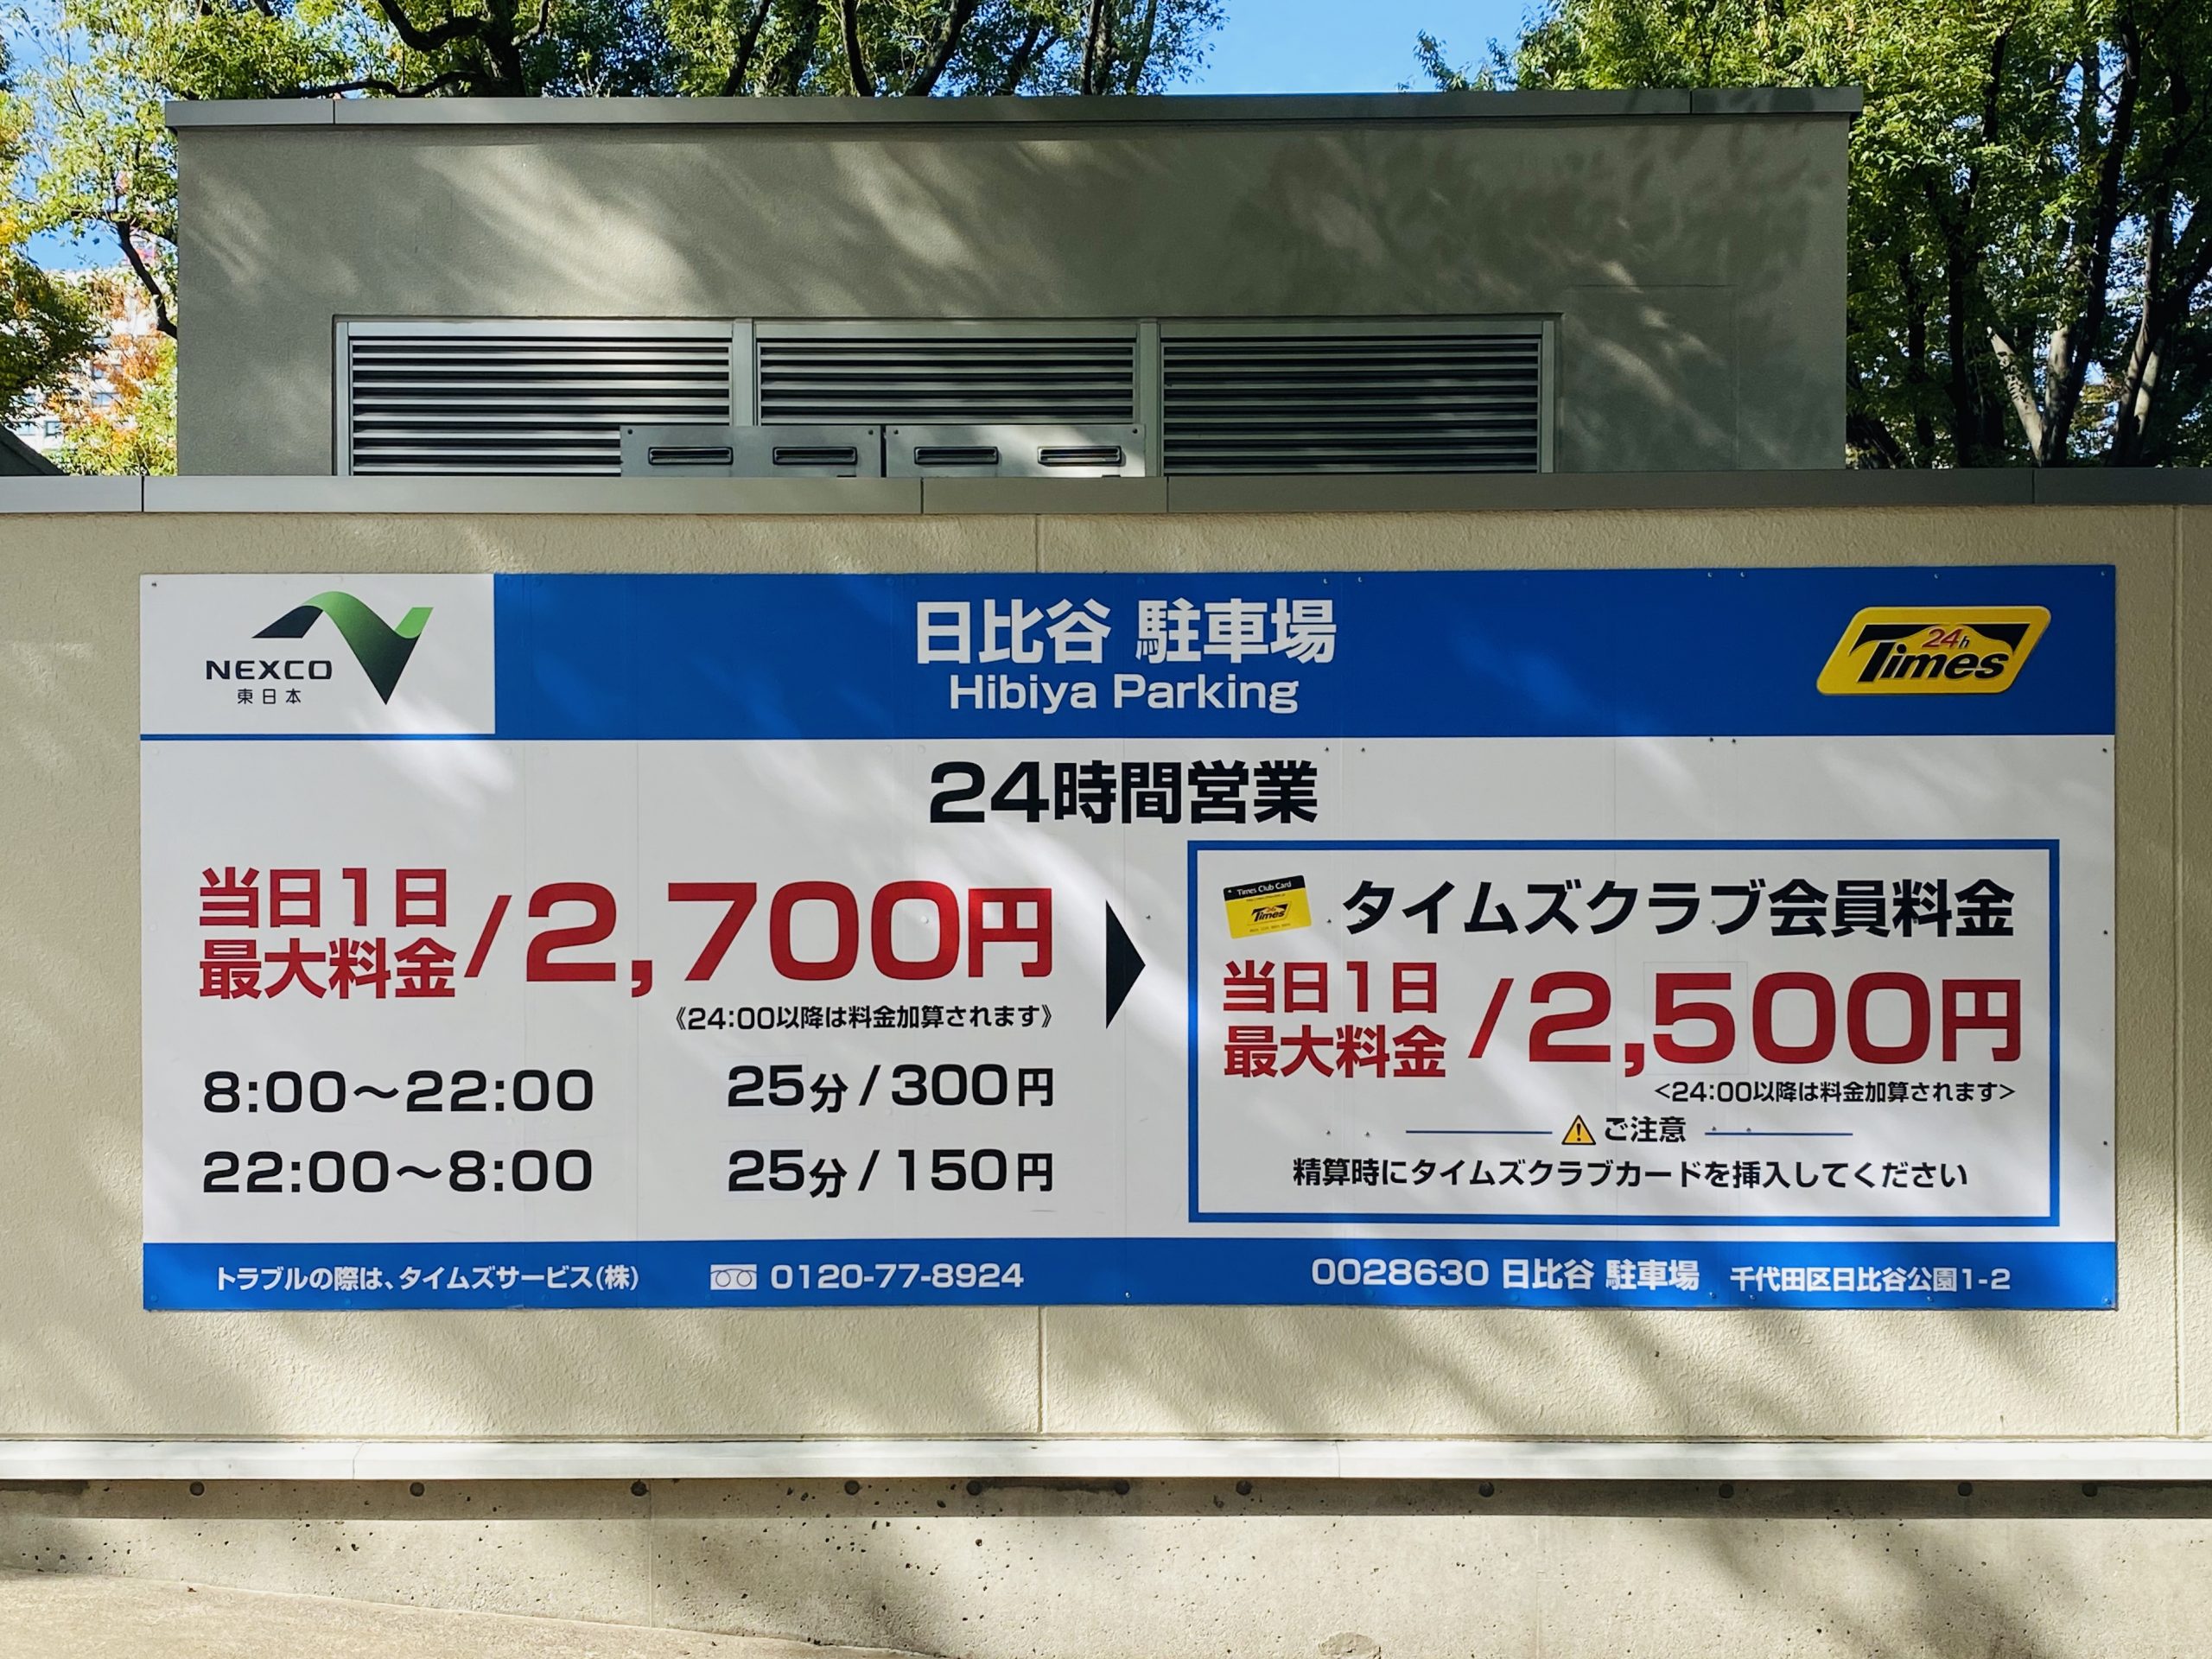 NEXCO
東日本
日比谷 駐車場
Hibiya Parking
24h
Times
24時間営業
当日1日
最大料金/2,700円
《24:00以降は料金加算されます》
8:00〜22:00 25分/300円
22:00〜8:00 25分/150円
Times Club Card
Times
タイムズクラブ会員料金
当日1日
最大料金/2,500円
<24:00以降は料金加算されます>
ご注意
精算時にタイムズクラブカードを挿入してください
トラブルの際は、タイムズサービス(株) 0120-77-8924
0028630 日比谷 駐車場 千代田区日比谷公園1-2